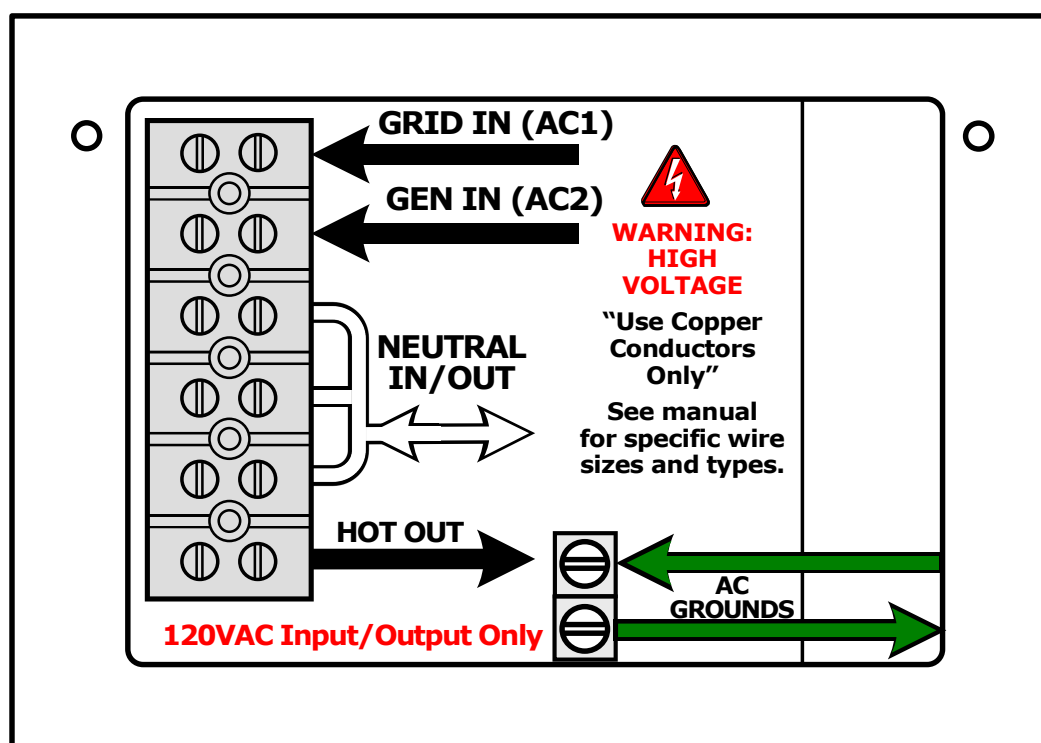 GRID IN (AC1)
GEN IN (AC2)
WARNING:
HIGH
VOLTAGE
“Use Copper
Conductors
Only”
See manual
for specific wire
sizes and types.
NEUTRAL
IN/OUT
HOT OUT
AC
GROUNDS
120VAC Input/Output Only